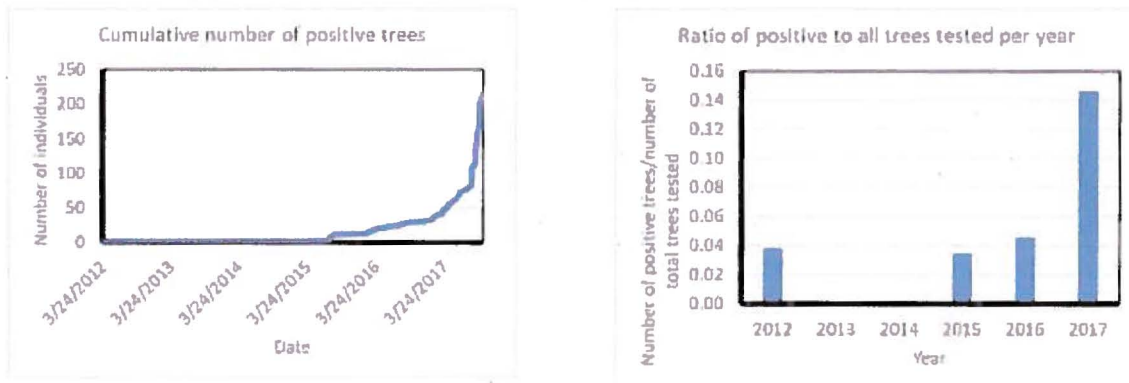 Cumulative number of positive trees
Number of individuals
250
200
150
100
50
0
3/24/2012
3/24/2013
3/24/2014
3/24/2015
3/24/2016
3/24/2017
Date
Ratio of positive to all trees tested per year
Number of positive trees/number of
total trees tested
0.16
0.14
0.12
0.10
0.08
0.06
0.04
0.02
0.00
2012 2013 2014 2015 2016 2017
Year